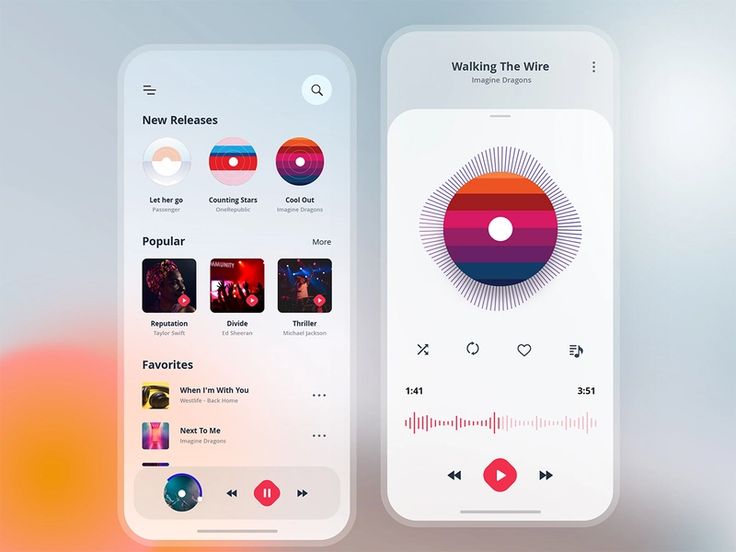 New Releases
Let her go
Passenger
Counting Stars
OneRepublic
Cool Out
Imagine Dragons
Popular
More
MMUNITY
Reputation
Taylor Swift
Divide
Ed Sheeran
Thriller
Michael Jackson
Favorites
When I'm With You
Westlife - Back Home
Next To Me
Imagine Dragons
Walking The Wire
Imagine Dragons
1:41
3:51